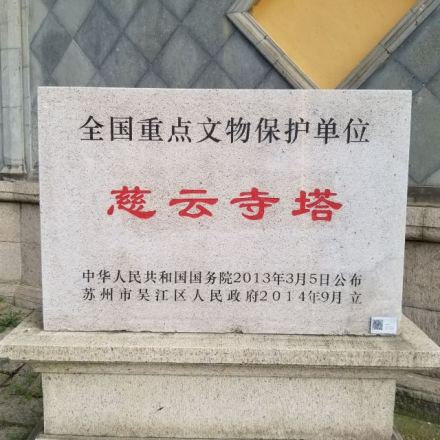 全国重点文物保护单位
慈云寺塔
中华人民共和国国务院2013年3月5日公布
苏州市吴江区人民政府2014年9月立